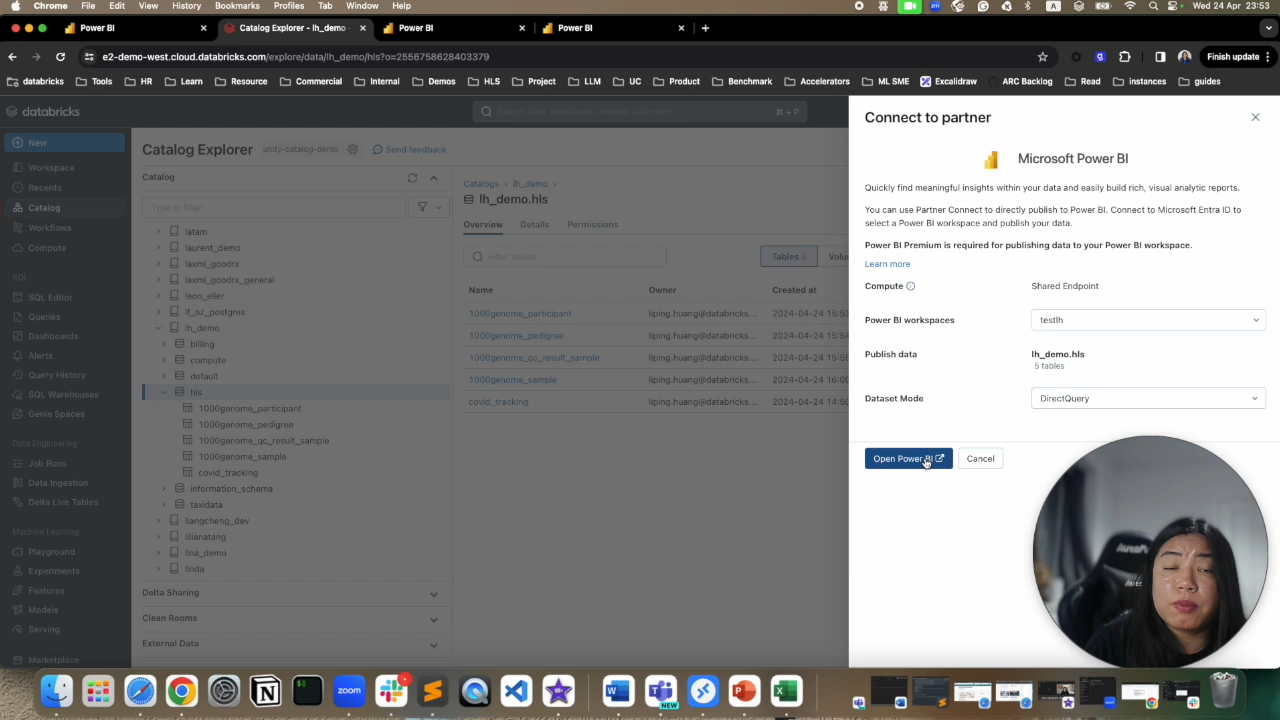 Chrome File Edit View History Bookmarks Profiles Tab Window Help
A Wed 24 Apr 23:53
Power BI
Catalog Explorer - lh_demo
Power BI
Power BI
e2-demo-west.cloud.databricks.com/explore/data/lh_demo/hls?o=2556758628403379
Finish update
databricks Tools HR Learn Resource Commercial Internal Demos HLS Project LLM UC Product Benchmark Accelerators ML SME Excalidraw ARC Backlog Read instances guides
databricks
Search data, notebooks, recents, and more...
⌘ + P
New
Workspace
Recents
Catalog
Workflows
Compute
SQL
SQL Editor
Queries
Dashboards
Alerts
Query History
SQL Warehouses
Genie Spaces
Data Engineering
Job Runs
Data Ingestion
Delta Live Tables
Machine Learning
Playground
Experiments
Features
Models
Serving
Marketplace
Catalog Explorer
unity-catalog-demo
Send feedback
Catalog
Type to filter
latam
laurent_demo
laxmi_goodrx
laxmi_goodrx_general
leon_eller
lf_oz_postgres
lh_demo
billing
compute
default
hls
1000genome_participant
1000genome_pedigree
1000genome_qc_result_sample
1000genome_sample
covid_tracking
information_schema
taxidata
liangcheng_dev
lilianatang
lina_demo
linda
Delta Sharing
Clean Rooms
External Data
Catalogs › lh_demo ›
lh_demo.hls
Overview Details Permissions
Filter tables
Tables 5
Volu
Name Owner Created at
1000genome_participant liping.huang@databricks.... 2024-04-24 15:53
1000genome_pedigree liping.huang@databricks.... 2024-04-24 15:56
1000genome_qc_result_sample liping.huang@databricks.... 2024-04-24 15:53
1000genome_sample liping.huang@databricks.... 2024-04-24 16:00
covid_tracking liping.huang@databricks.... 2024-04-24 14:50
Connect to partner
Microsoft Power BI
Quickly find meaningful insights within your data and easily build rich, visual analytic reports.
You can use Partner Connect to directly publish to Power BI. Connect to Microsoft Entra ID to
select a Power BI workspace and publish your data.
Power BI Premium is required for publishing data to your Power BI workspace.
Learn more
Compute
Shared Endpoint
Power BI workspaces
testlh
Publish data
lh_demo.hls
5 tables
Dataset Mode
DirectQuery
Open Power BI
Cancel
zoom
NEW